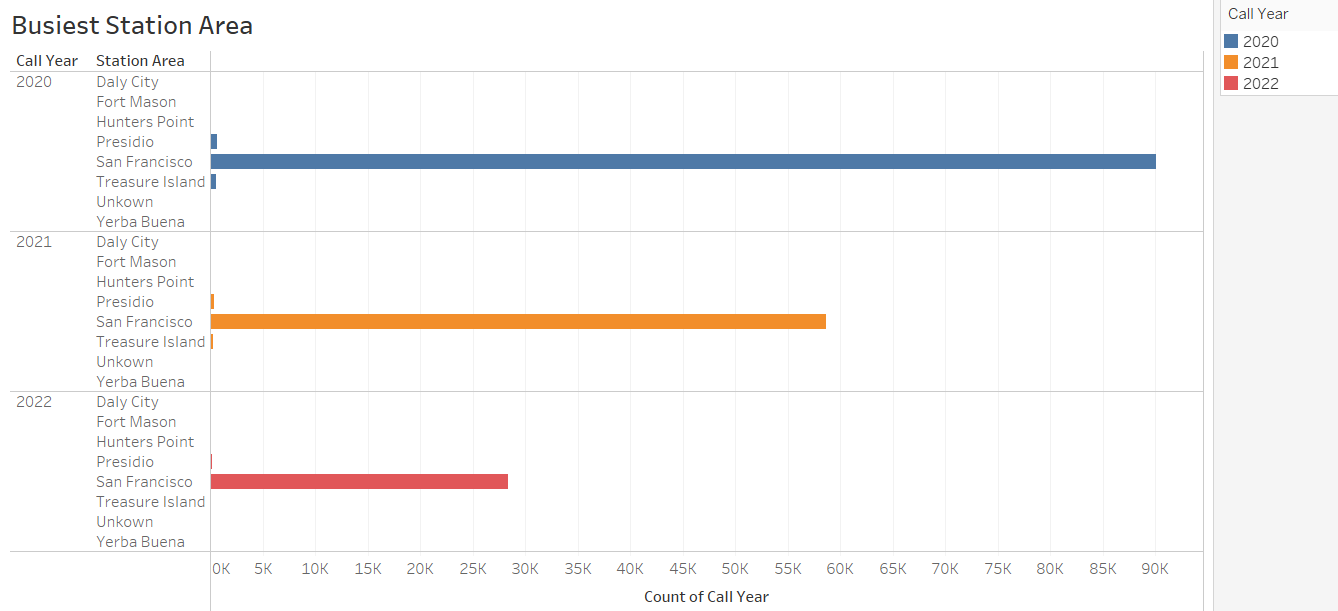 Busiest Station Area
Call Year Station Area
2020 Daly City
Fort Mason
Hunters Point
Presidio
San Francisco
Treasure Island
Unkown
Yerba Buena
2021 Daly City
Fort Mason
Hunters Point
Presidio
San Francisco
Treasure Island
Unkown
Yerba Buena
2022 Daly City
Fort Mason
Hunters Point
Presidio
San Francisco
Treasure Island
Unkown
Yerba Buena
0K 5K 10K 15K 20K 25K 30K 35K 40K 45K 50K 55K 60K 65K 70K 75K 80K 85K 90K
Count of Call Year
Call Year
2020
2021
2022